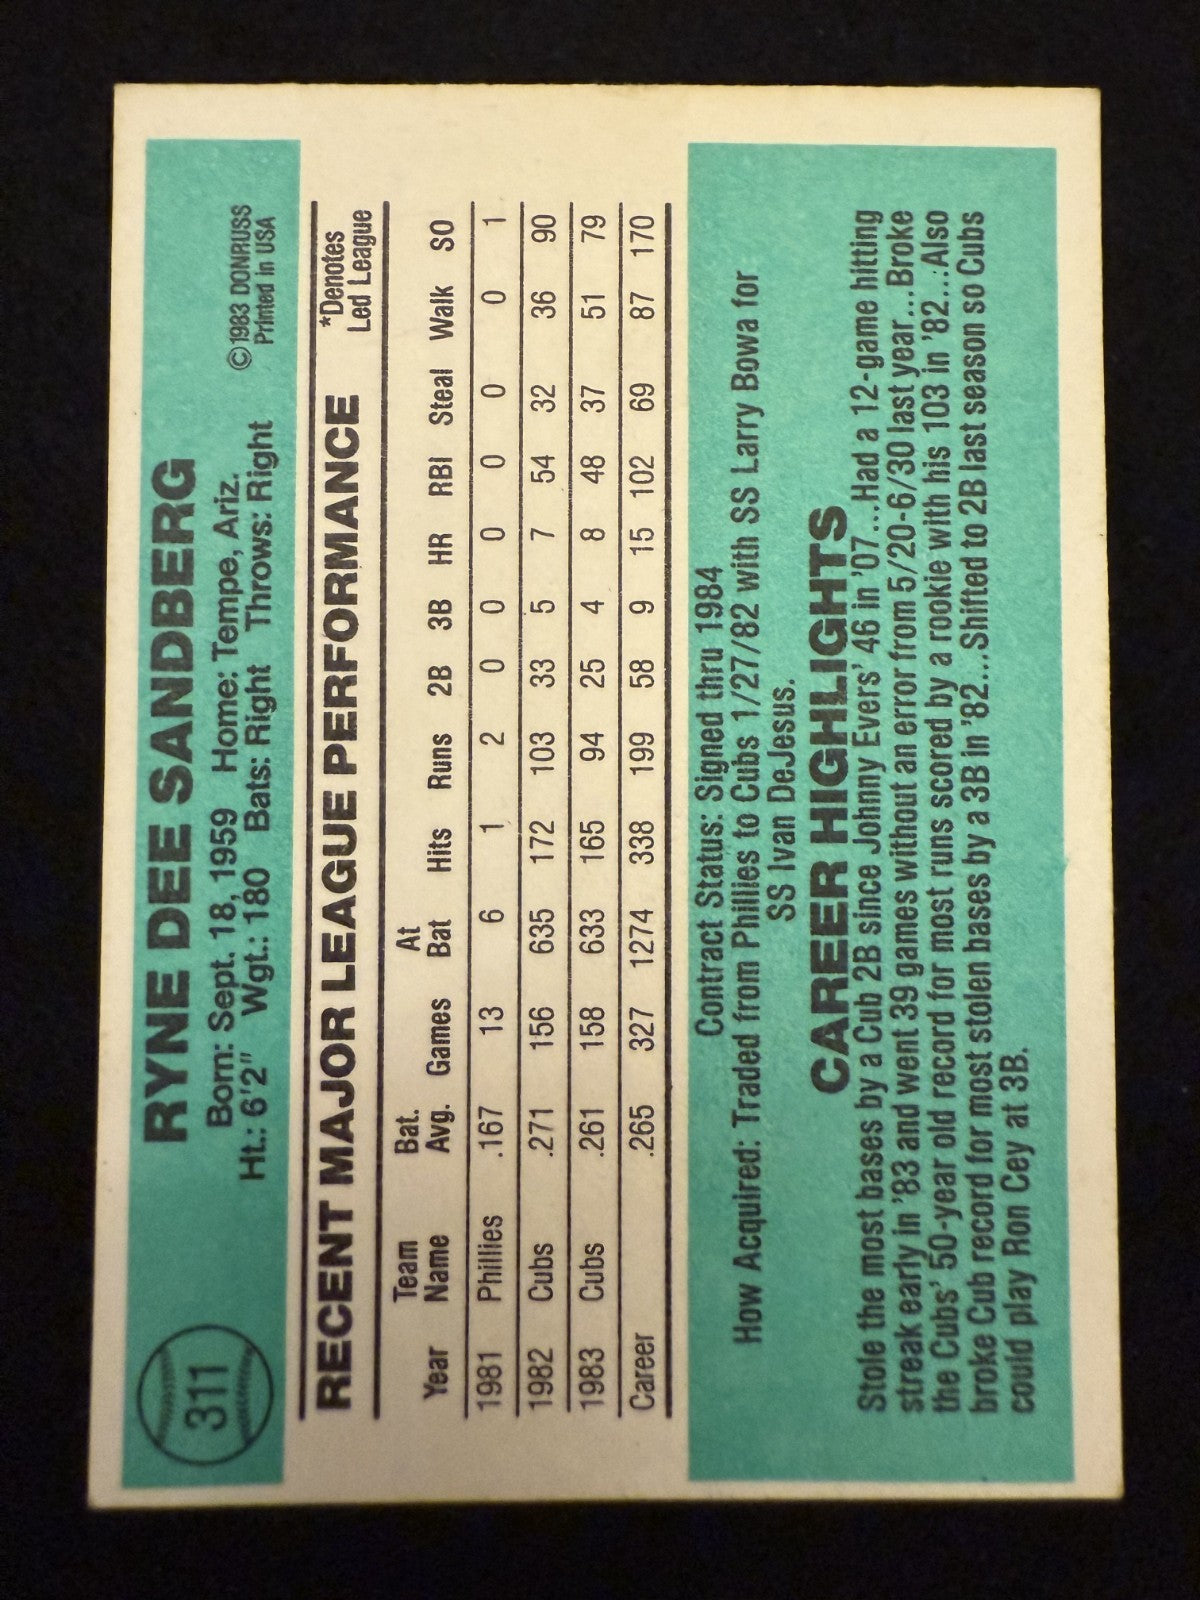 311
RYNE DEE SANDBERG
Born: Sept. 18, 1959 Home: Tempe, Ariz.
Ht.: 6'2" Wgt.: 180 Bats: Right Throws: Right
©1983 DONRUSS
Printed in USA
RECENT MAJOR LEAGUE PERFORMANCE
*Denotes
Led League
Year Team Name Bat. Avg. Games At Bat Hits Runs 2B 3B HR RBI Steal Walk SO
1981 Phillies .167 13 6 1 2 0 0 0 0 0 0 1
1982 Cubs .271 156 635 172 103 33 5 7 54 32 36 90
1983 Cubs .261 158 633 165 94 25 4 8 48 37 51 79
Career .265 327 1274 338 199 58 9 15 102 69 87 170
Contract Status: Signed thru 1984
How Acquired: Traded from Phillies to Cubs 1/27/82 with SS Larry Bowa for
SS Ivan DeJesus.
CAREER HIGHLIGHTS
Stole the most bases by a Cub 2B since Johnny Evers' 46 in '07...Had a 12-game hitting
streak early in '83 and went 39 games without an error from 5/20-6/30 last year...Broke
the Cubs' 50-year old record for most runs scored by a rookie with his 103 in '82...Also
broke Cub record for most stolen bases by a 3B in '82...Shifted to 2B last season so Cubs
could play Ron Cey at 3B.